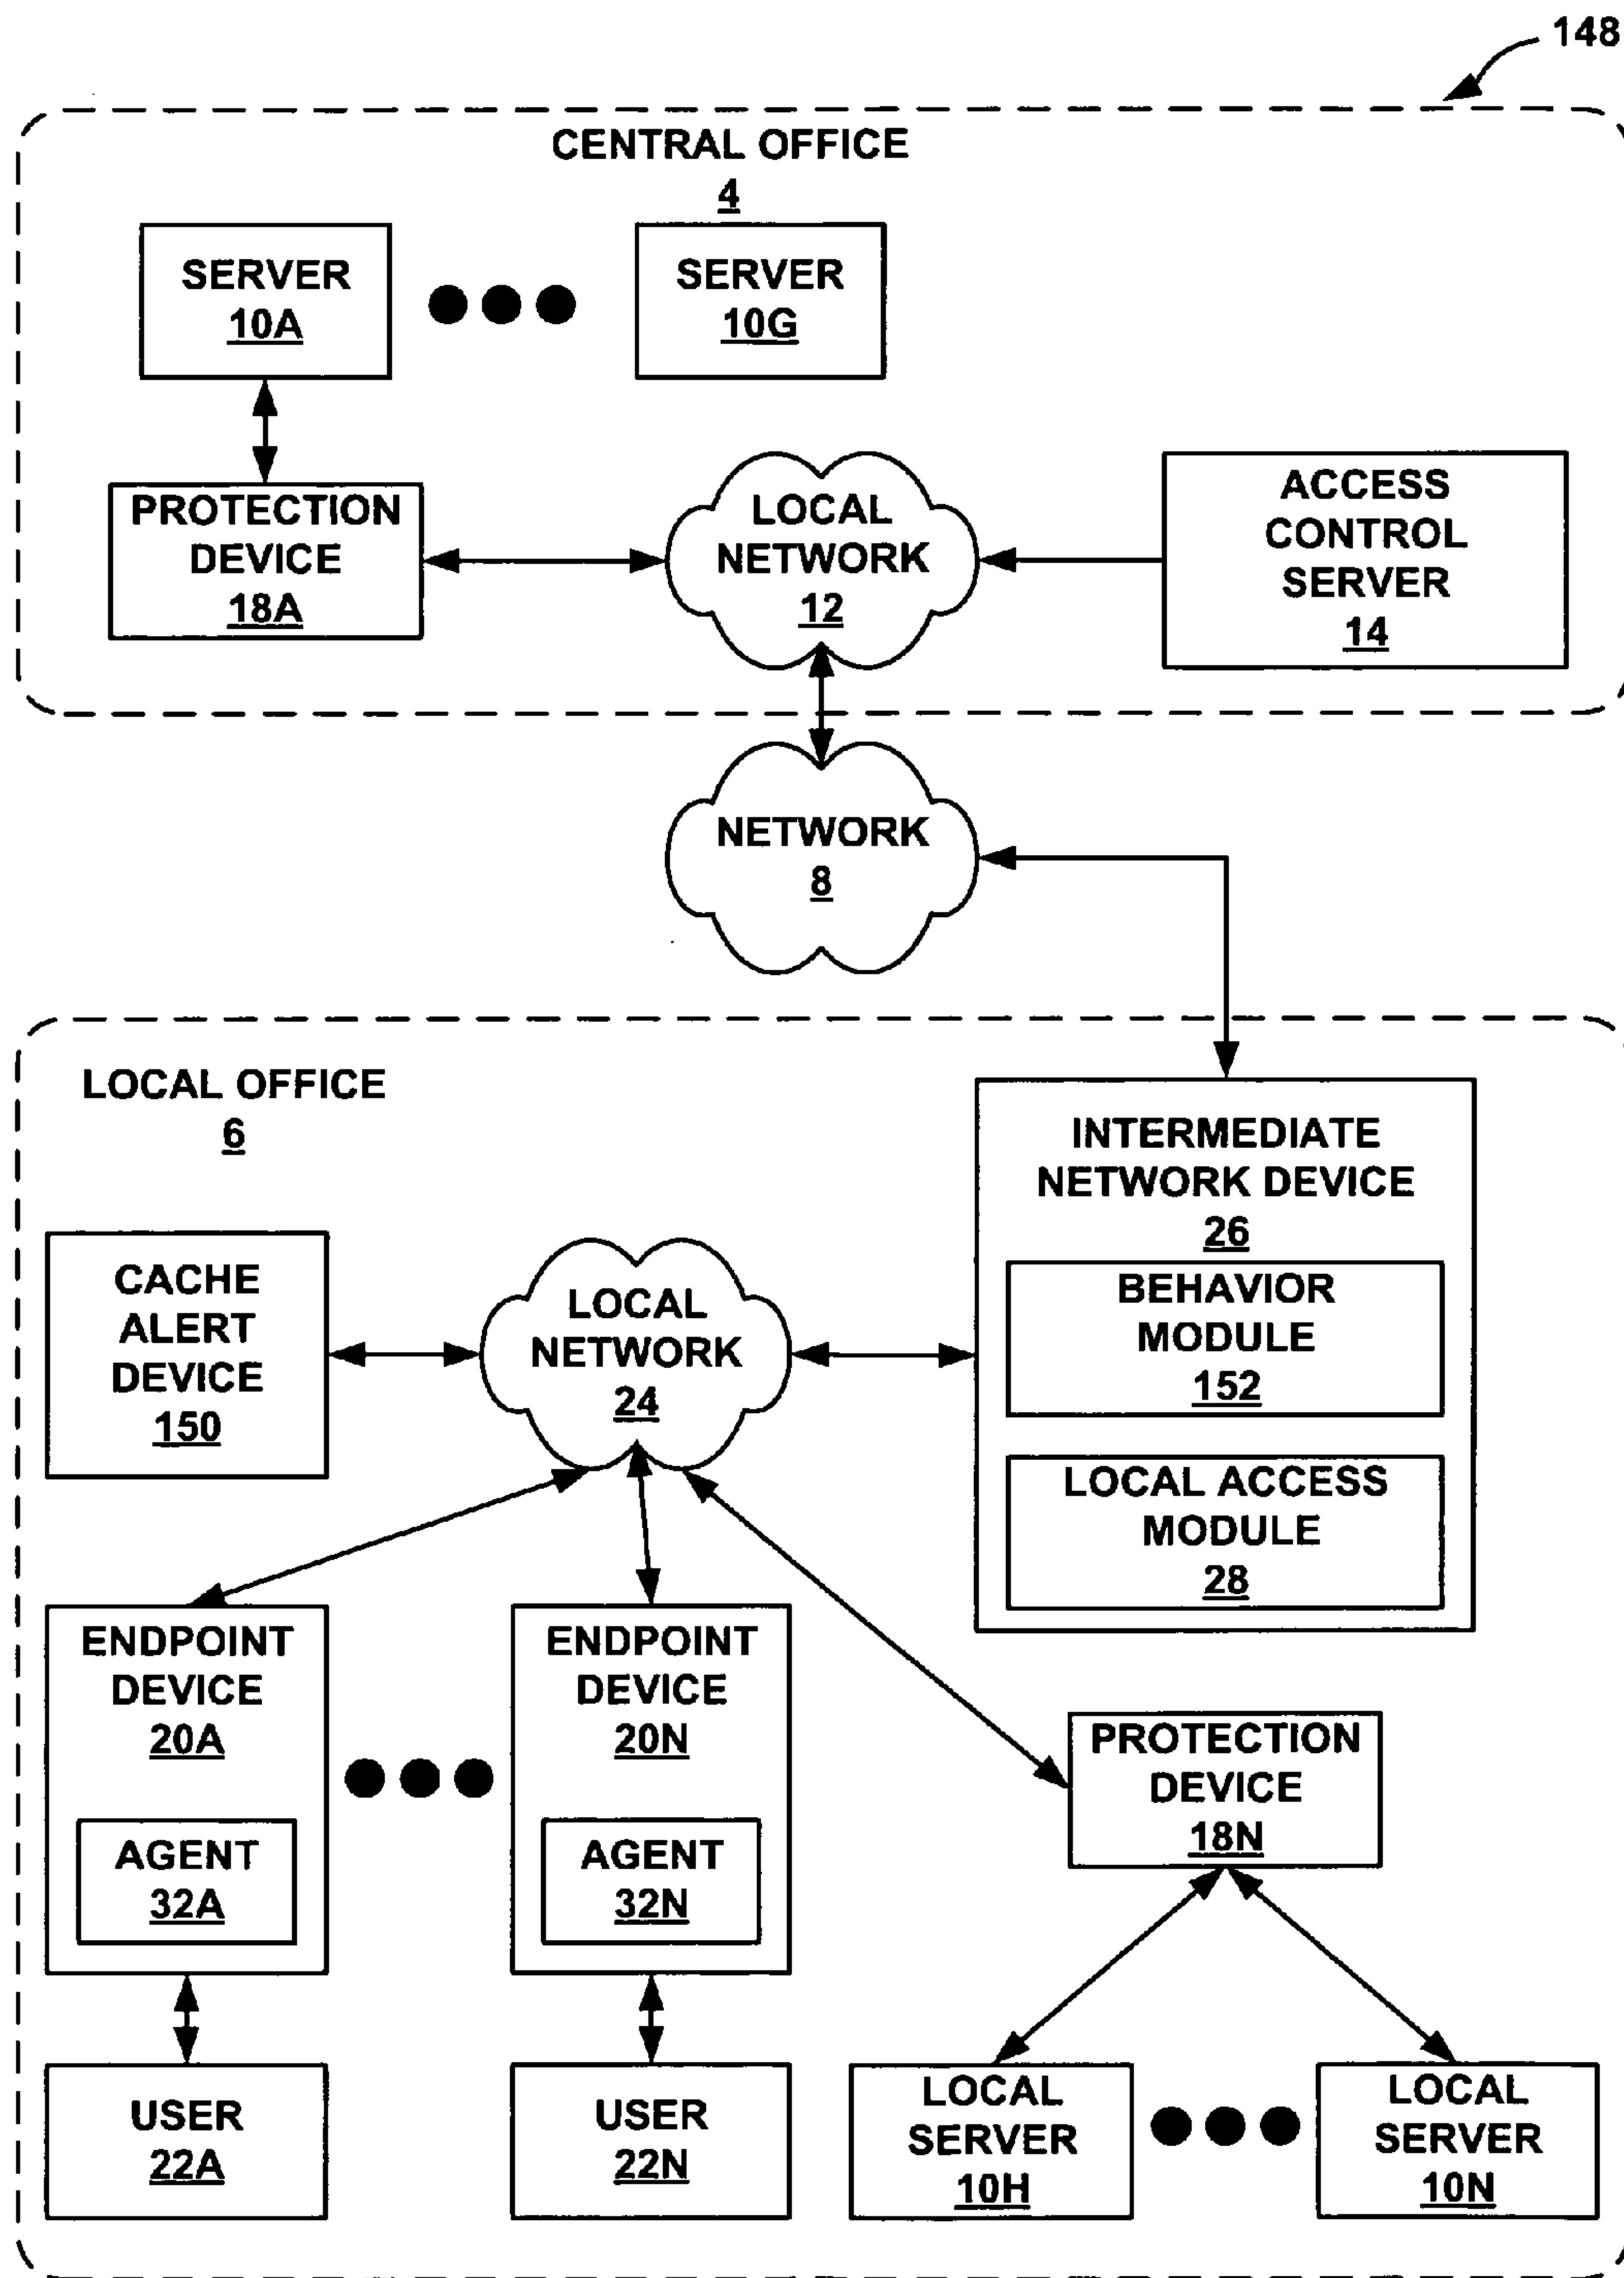 148
CENTRAL OFFICE
4
SERVER
10A
SERVER
10G
PROTECTION
DEVICE
18A
LOCAL
NETWORK
12
ACCESS
CONTROL
SERVER
14
NETWORK
8
LOCAL OFFICE
6
INTERMEDIATE
NETWORK DEVICE
26
BEHAVIOR
MODULE
152
LOCAL ACCESS
MODULE
28
CACHE
ALERT
DEVICE
150
LOCAL
NETWORK
24
ENDPOINT
DEVICE
20A
AGENT
32A
ENDPOINT
DEVICE
20N
AGENT
32N
PROTECTION
DEVICE
18N
USER
22A
USER
22N
LOCAL
SERVER
10H
LOCAL
SERVER
10N